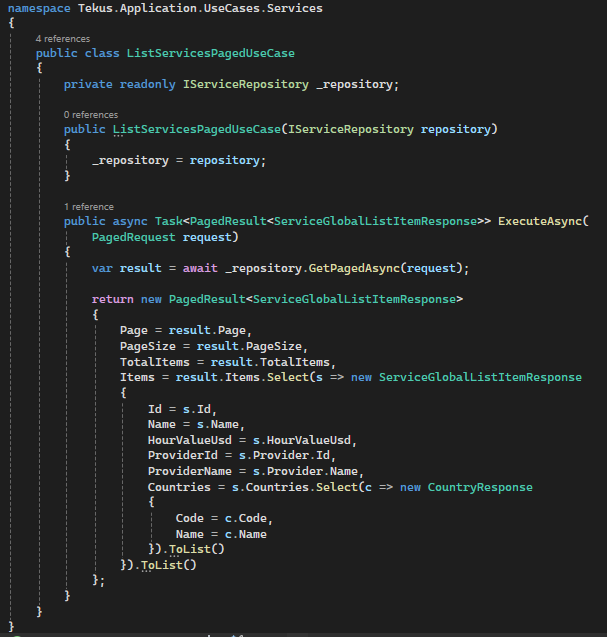 namespace Tekus.Application.UseCases.Services
{
4 references
public class ListServicesPagedUseCase
{
private readonly IServiceRepository _repository;
0 references
public ListServicesPagedUseCase(IServiceRepository repository)
{
_repository = repository;
}
1 reference
public async Task<PagedResult<ServiceGlobalListItemResponse>> ExecuteAsync(
PagedRequest request)
{
var result = await _repository.GetPagedAsync(request);
return new PagedResult<ServiceGlobalListItemResponse>
{
Page = result.Page,
PageSize = result.PageSize,
TotalItems = result.TotalItems,
Items = result.Items.Select(s => new ServiceGlobalListItemResponse
{
Id = s.Id,
Name = s.Name,
HourValueUsd = s.HourValueUsd,
ProviderId = s.Provider.Id,
ProviderName = s.Provider.Name,
Countries = s.Countries.Select(c => new CountryResponse
{
Code = c.Code,
Name = c.Name
}).ToList()
}).ToList()
};
}
}
}